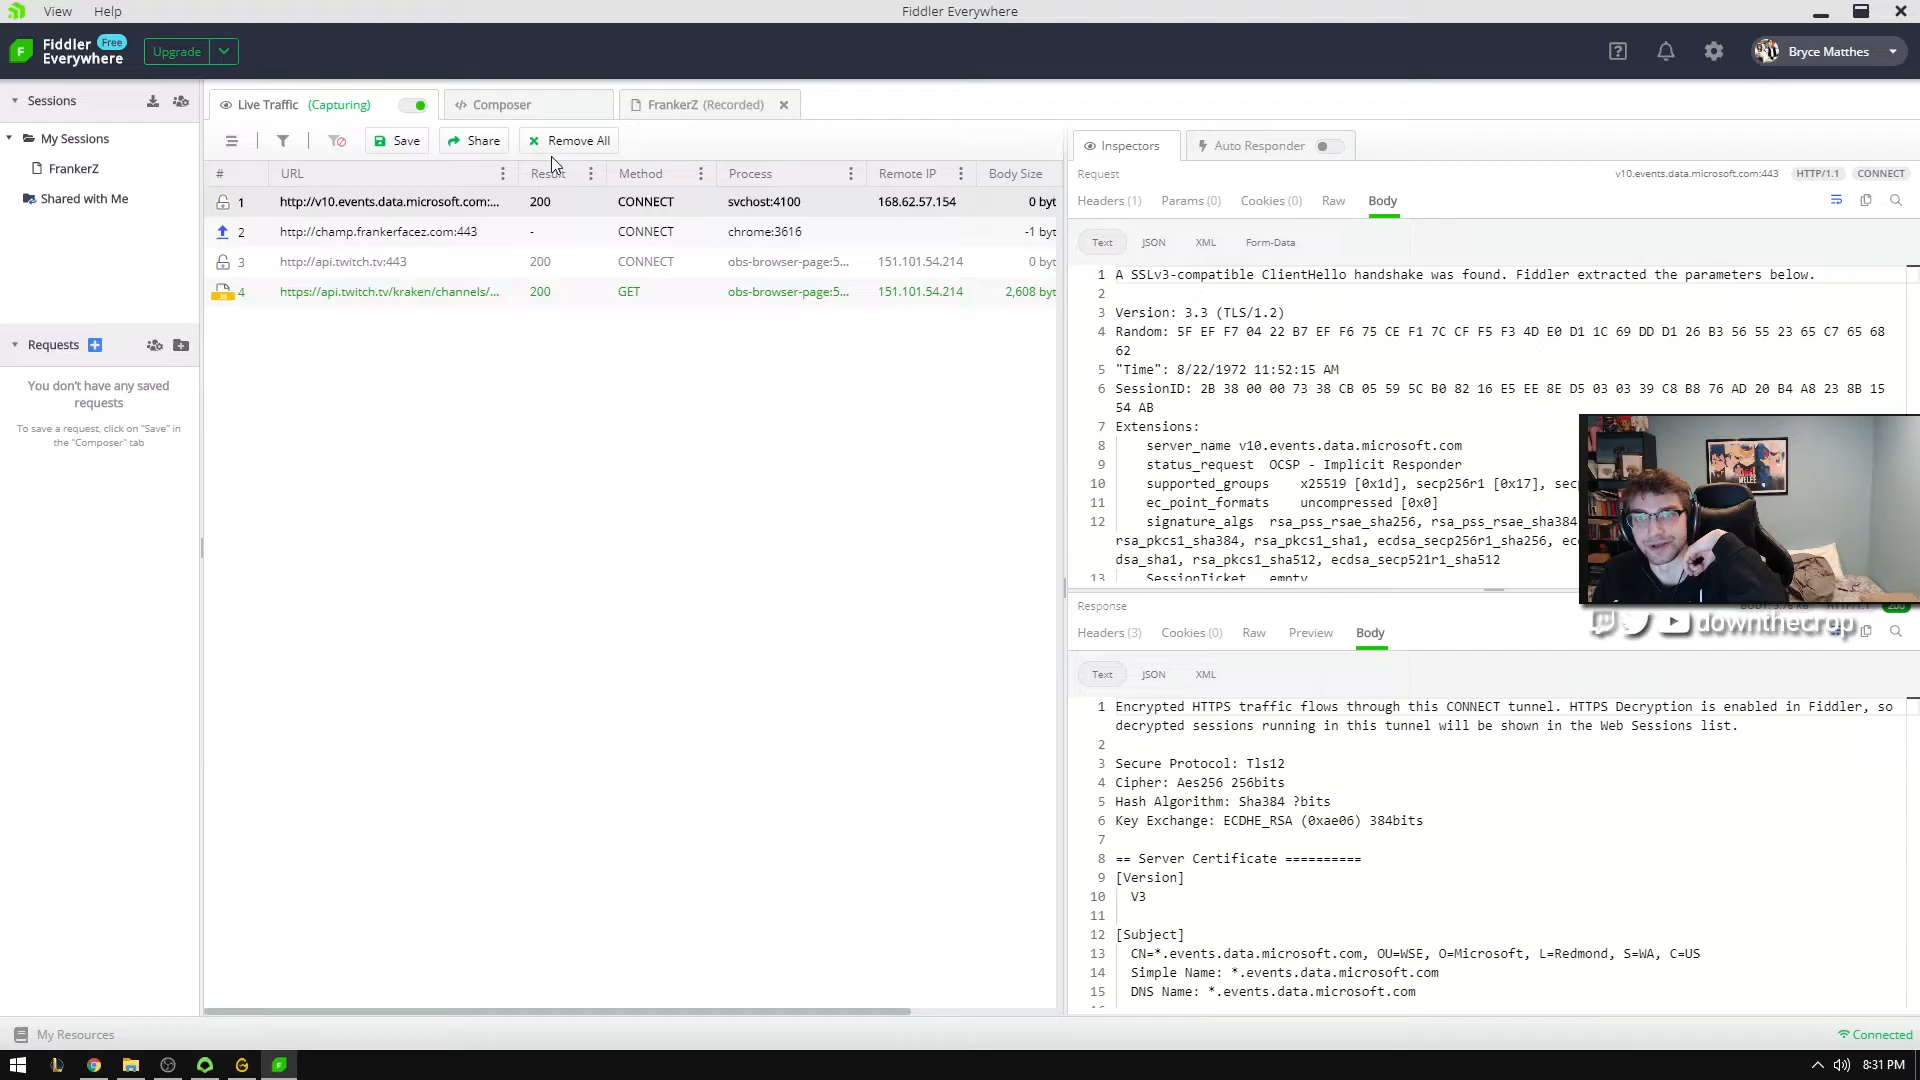 View Help
Fiddler Everywhere
Fiddler Free
Everywhere
Upgrade
Bryce Matthes
Sessions
Live Traffic (Capturing)
Composer
FrankerZ (Recorded)
My Sessions
FrankerZ
Shared with Me
Save
Share
Remove All
# URL Result Method Process Remote IP Body Size
1 http://v10.events.data.microsoft.com:... 200 CONNECT svchost:4100 168.62.57.154 0 byt
2 http://champ.frankerfacez.com:443 - CONNECT chrome:3616 -1 byt
3 http://api.twitch.tv:443 200 CONNECT obs-browser-page:5... 151.101.54.214 0 byt
4 https://api.twitch.tv/kraken/channels/... 200 GET obs-browser-page:5... 151.101.54.214 2,608 byt
Requests
You don't have any saved
requests
To save a request, click on "Save" in
the "Composer" tab
Inspectors
Auto Responder
Request
v10.events.data.microsoft.com:443 HTTP/1.1 CONNECT
Headers (1) Params (0) Cookies (0) Raw Body
Text JSON XML Form-Data
1 A SSLv3-compatible ClientHello handshake was found. Fiddler extracted the parameters below.
2
3 Version: 3.3 (TLS/1.2)
4 Random: 5F EF F7 04 22 B7 EF F6 75 CE F1 7C CF F5 F3 4D E0 D1 1C 69 DD D1 26 B3 56 55 23 65 C7 65 68
62
5 "Time": 8/22/1972 11:52:15 AM
6 SessionID: 2B 38 00 00 73 38 CB 05 59 5C B0 82 16 E5 EE 8E D5 03 03 39 C8 B8 76 AD 20 B4 A8 23 8B 15
54 AB
7 Extensions:
8 server_name v10.events.data.microsoft.com
9 status_request OCSP - Implicit Responder
10 supported_groups x25519 [0x1d], secp256r1 [0x17], sec
11 ec_point_formats uncompressed [0x0]
12 signature_algs rsa_pss_rsae_sha256, rsa_pss_rsae_sha384
rsa_pkcs1_sha384, rsa_pkcs1_sha1, ecdsa_secp256r1_sha256, ec
dsa_sha1, rsa_pkcs1_sha512, ecdsa_secp521r1_sha512
13 SessionTicket empty
MELEE
downthecrop
Response
Headers (3) Cookies (0) Raw Preview Body
Text JSON XML
1 Encrypted HTTPS traffic flows through this CONNECT tunnel. HTTPS Decryption is enabled in Fiddler, so
decrypted sessions running in this tunnel will be shown in the Web Sessions list.
2
3 Secure Protocol: Tls12
4 Cipher: Aes256 256bits
5 Hash Algorithm: Sha384 ?bits
6 Key Exchange: ECDHE_RSA (0xae06) 384bits
7
8 == Server Certificate ==========
9 [Version]
10 V3
11
12 [Subject]
13 CN=*.events.data.microsoft.com, OU=WSE, O=Microsoft, L=Redmond, S=WA, C=US
14 Simple Name: *.events.data.microsoft.com
15 DNS Name: *.events.data.microsoft.com
My Resources
Connected
8:31 PM